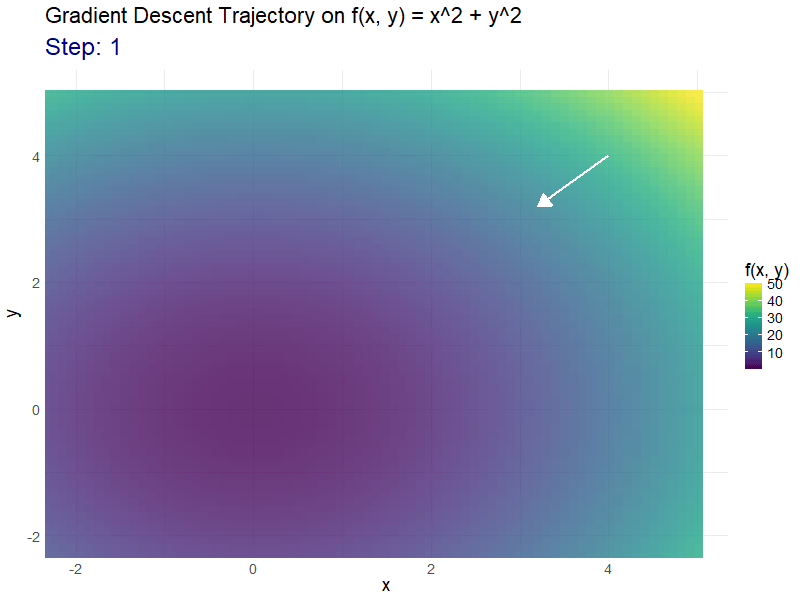 Gradient Descent Trajectory on f(x, y) = x^2 + y^2
Step: 1
4
2
0
-2
y
-2 0 2 4
x
f(x, y)
50
40
30
20
10